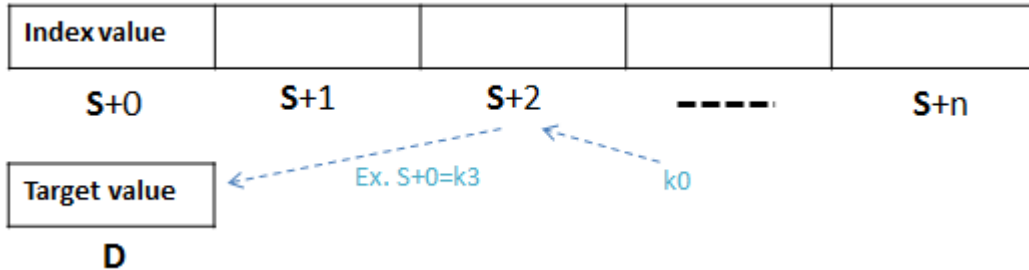 Index value
S+0 S+1 S+2 ----- S+n
Ex. S+0=k3 k0
Target value
D